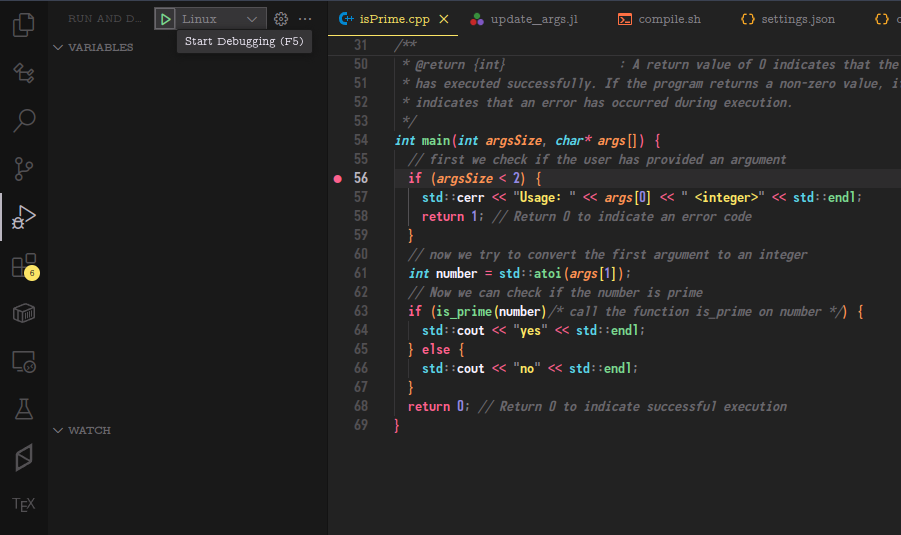 RUN AND D... Linux
Start Debugging (F5)
VARIABLES
6
WATCH
TEX
isPrime.cpp update_args.jl compile.sh {} settings.json {}
31 /**
50 * @return {int} : A return value of 0 indicates that the
51 * has executed successfully. If the program returns a non-zero value, i
52 * indicates that an error has occurred during execution.
53 */
54 int main(int argsSize, char* args[]) {
55 // first we check if the user has provided an argument
56 if (argsSize < 2) {
57 std::cerr << "Usage: " << args[0] << " <integer>" << std::endl;
58 return 1; // Return 0 to indicate an error code
59 }
60 // now we try to convert the first argument to an integer
61 int number = std::atoi(args[1]);
62 // Now we can check if the number is prime
63 if (is_prime(number)/* call the function is_prime on number */) {
64 std::cout << "yes" << std::endl;
65 } else {
66 std::cout << "no" << std::endl;
67 }
68 return 0; // Return 0 to indicate successful execution
69 }